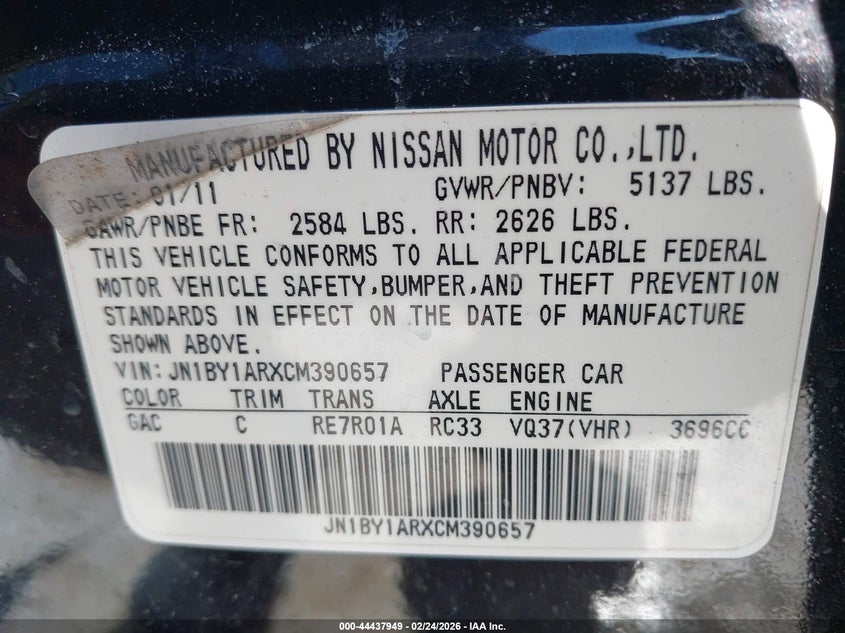 MANUFACTURED BY NISSAN MOTOR CO.,LTD.
DATE: 01/11 GVWR/PNBV: 5137 LBS.
GAWR/PNBE FR: 2584 LBS. RR: 2626 LBS.
THIS VEHICLE CONFORMS TO ALL APPLICABLE FEDERAL
MOTOR VEHICLE SAFETY,BUMPER,AND THEFT PREVENTION
STANDARDS IN EFFECT ON THE DATE OF MANUFACTURE
SHOWN ABOVE.
VIN:JN1BY1ARXCM390657 PASSENGER CAR
COLOR TRIM TRANS AXLE ENGINE
GAC C RE7R01A RC33 VQ37(VHR) 3696CC
JN1BY1ARXCM390657
000-44437949 - 02/24/2026 - IAA Inc.